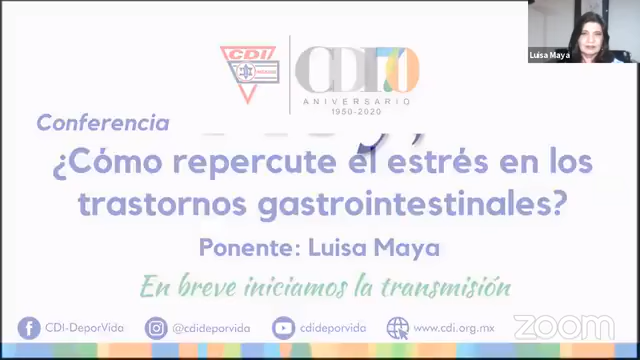 CDI
CDI70
ANIVERSARIO
1950-2020
Luisa Maya
Conferencia
¿Cómo repercute el estrés en los
trastornos gastrointestinales?
Ponente: Luisa Maya
En breve iniciamos la transmisión
CDI-DeporVida
@cdideporvida
cdideporvida
www.cdi.org.mx
zoom